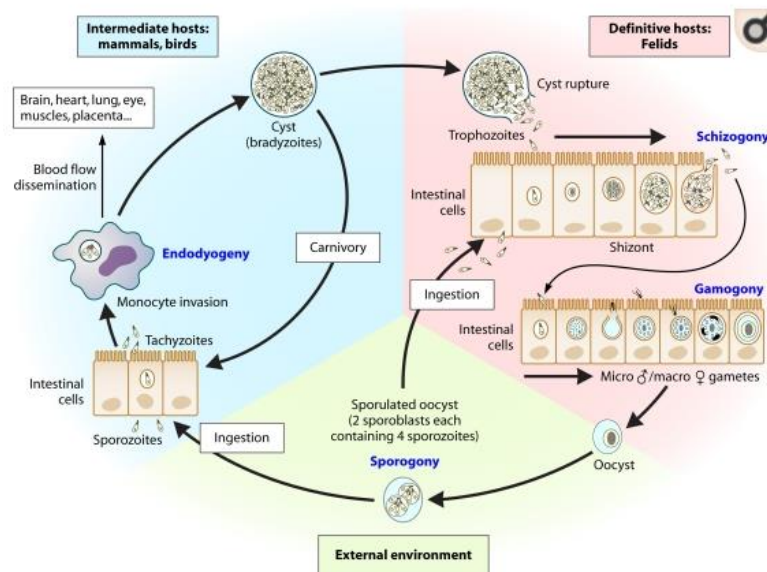 Intermediate hosts:
mammals, birds
Definitive hosts:
Felids
Brain, heart, lung, eye,
muscles, placenta...
Cyst
(bradyzoites)
Cyst rupture
Trophozoites
Schizogony
Blood flow
dissemination
Intestinal
cells
Shizont
Endodyogeny
Carnivory
Monocyte invasion
Ingestion
Gamogony
Tachyzoites
Intestinal
cells
Micro ♂/macro ♀ gametes
Intestinal
cells
Sporozoites
Ingestion
Sporulated oocyst
(2 sporoblasts each
containing 4 sporozoites)
Sporogony
Oocyst
External environment